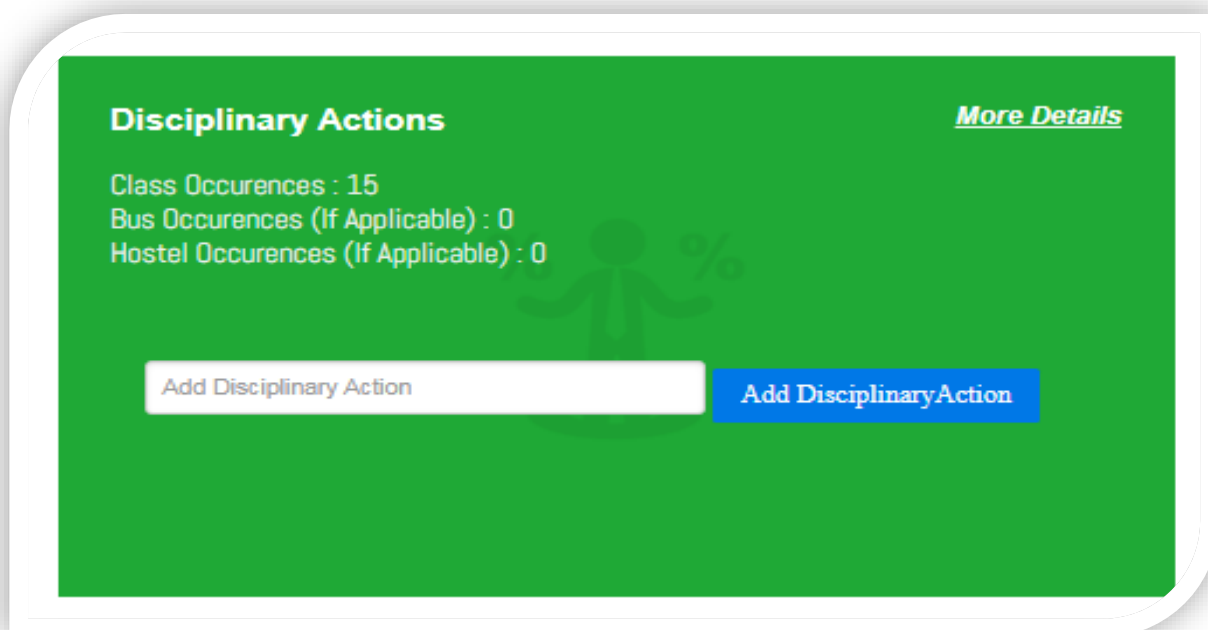 Disciplinary Actions
More Details
Class Occurences : 15
Bus Occurences (If Applicable) : 0
Hostel Occurences (If Applicable) : 0
% %
Add Disciplinary Action
Add DisciplinaryAction